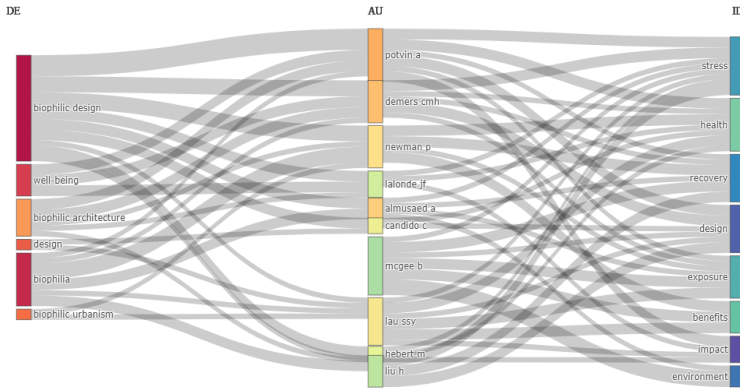 DE
AU
ID
biophilic design
well-being
biophilic architecture
design
biophilia
biophilic urbanism
potvin a
demers cmh
newman p
lalonde jf
almusaed a
candido c
mcgee b
lau ssy
hebert m
liu h
stress
health
recovery
design
exposure
benefits
impact
environment